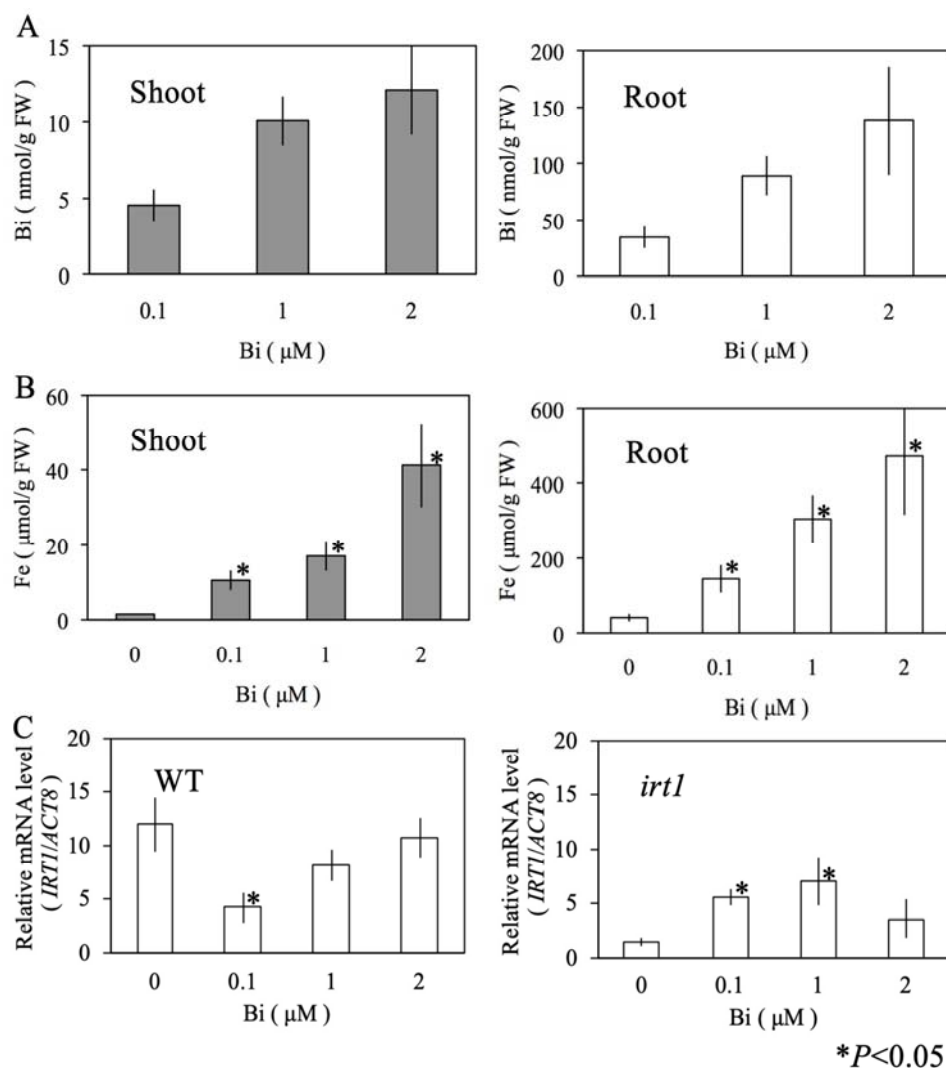 A
Bi ( nmol/g FW )
15
10
5
0
Shoot
0.1 1 2
Bi ( μM )
Bi ( nmol/g FW )
200
150
100
50
0
Root
0.1 1 2
Bi ( μM )
B
Fe ( μmol/g FW )
60
40
20
0
Shoot
* * *
0 0.1 1 2
Bi ( μM )
Fe ( μmol/g FW )
600
400
200
0
Root
* * *
0 0.1 1 2
Bi ( μM )
C
Relative mRNA level
( IRT1/ACT8)
20
15
10
5
0
WT
*
0 0.1 1 2
Bi ( μM )
Relative mRNA level
( IRT1/ACT8)
20
15
10
5
0
irt1
* *
0 0.1 1 2
Bi ( μM )
*P<0.05